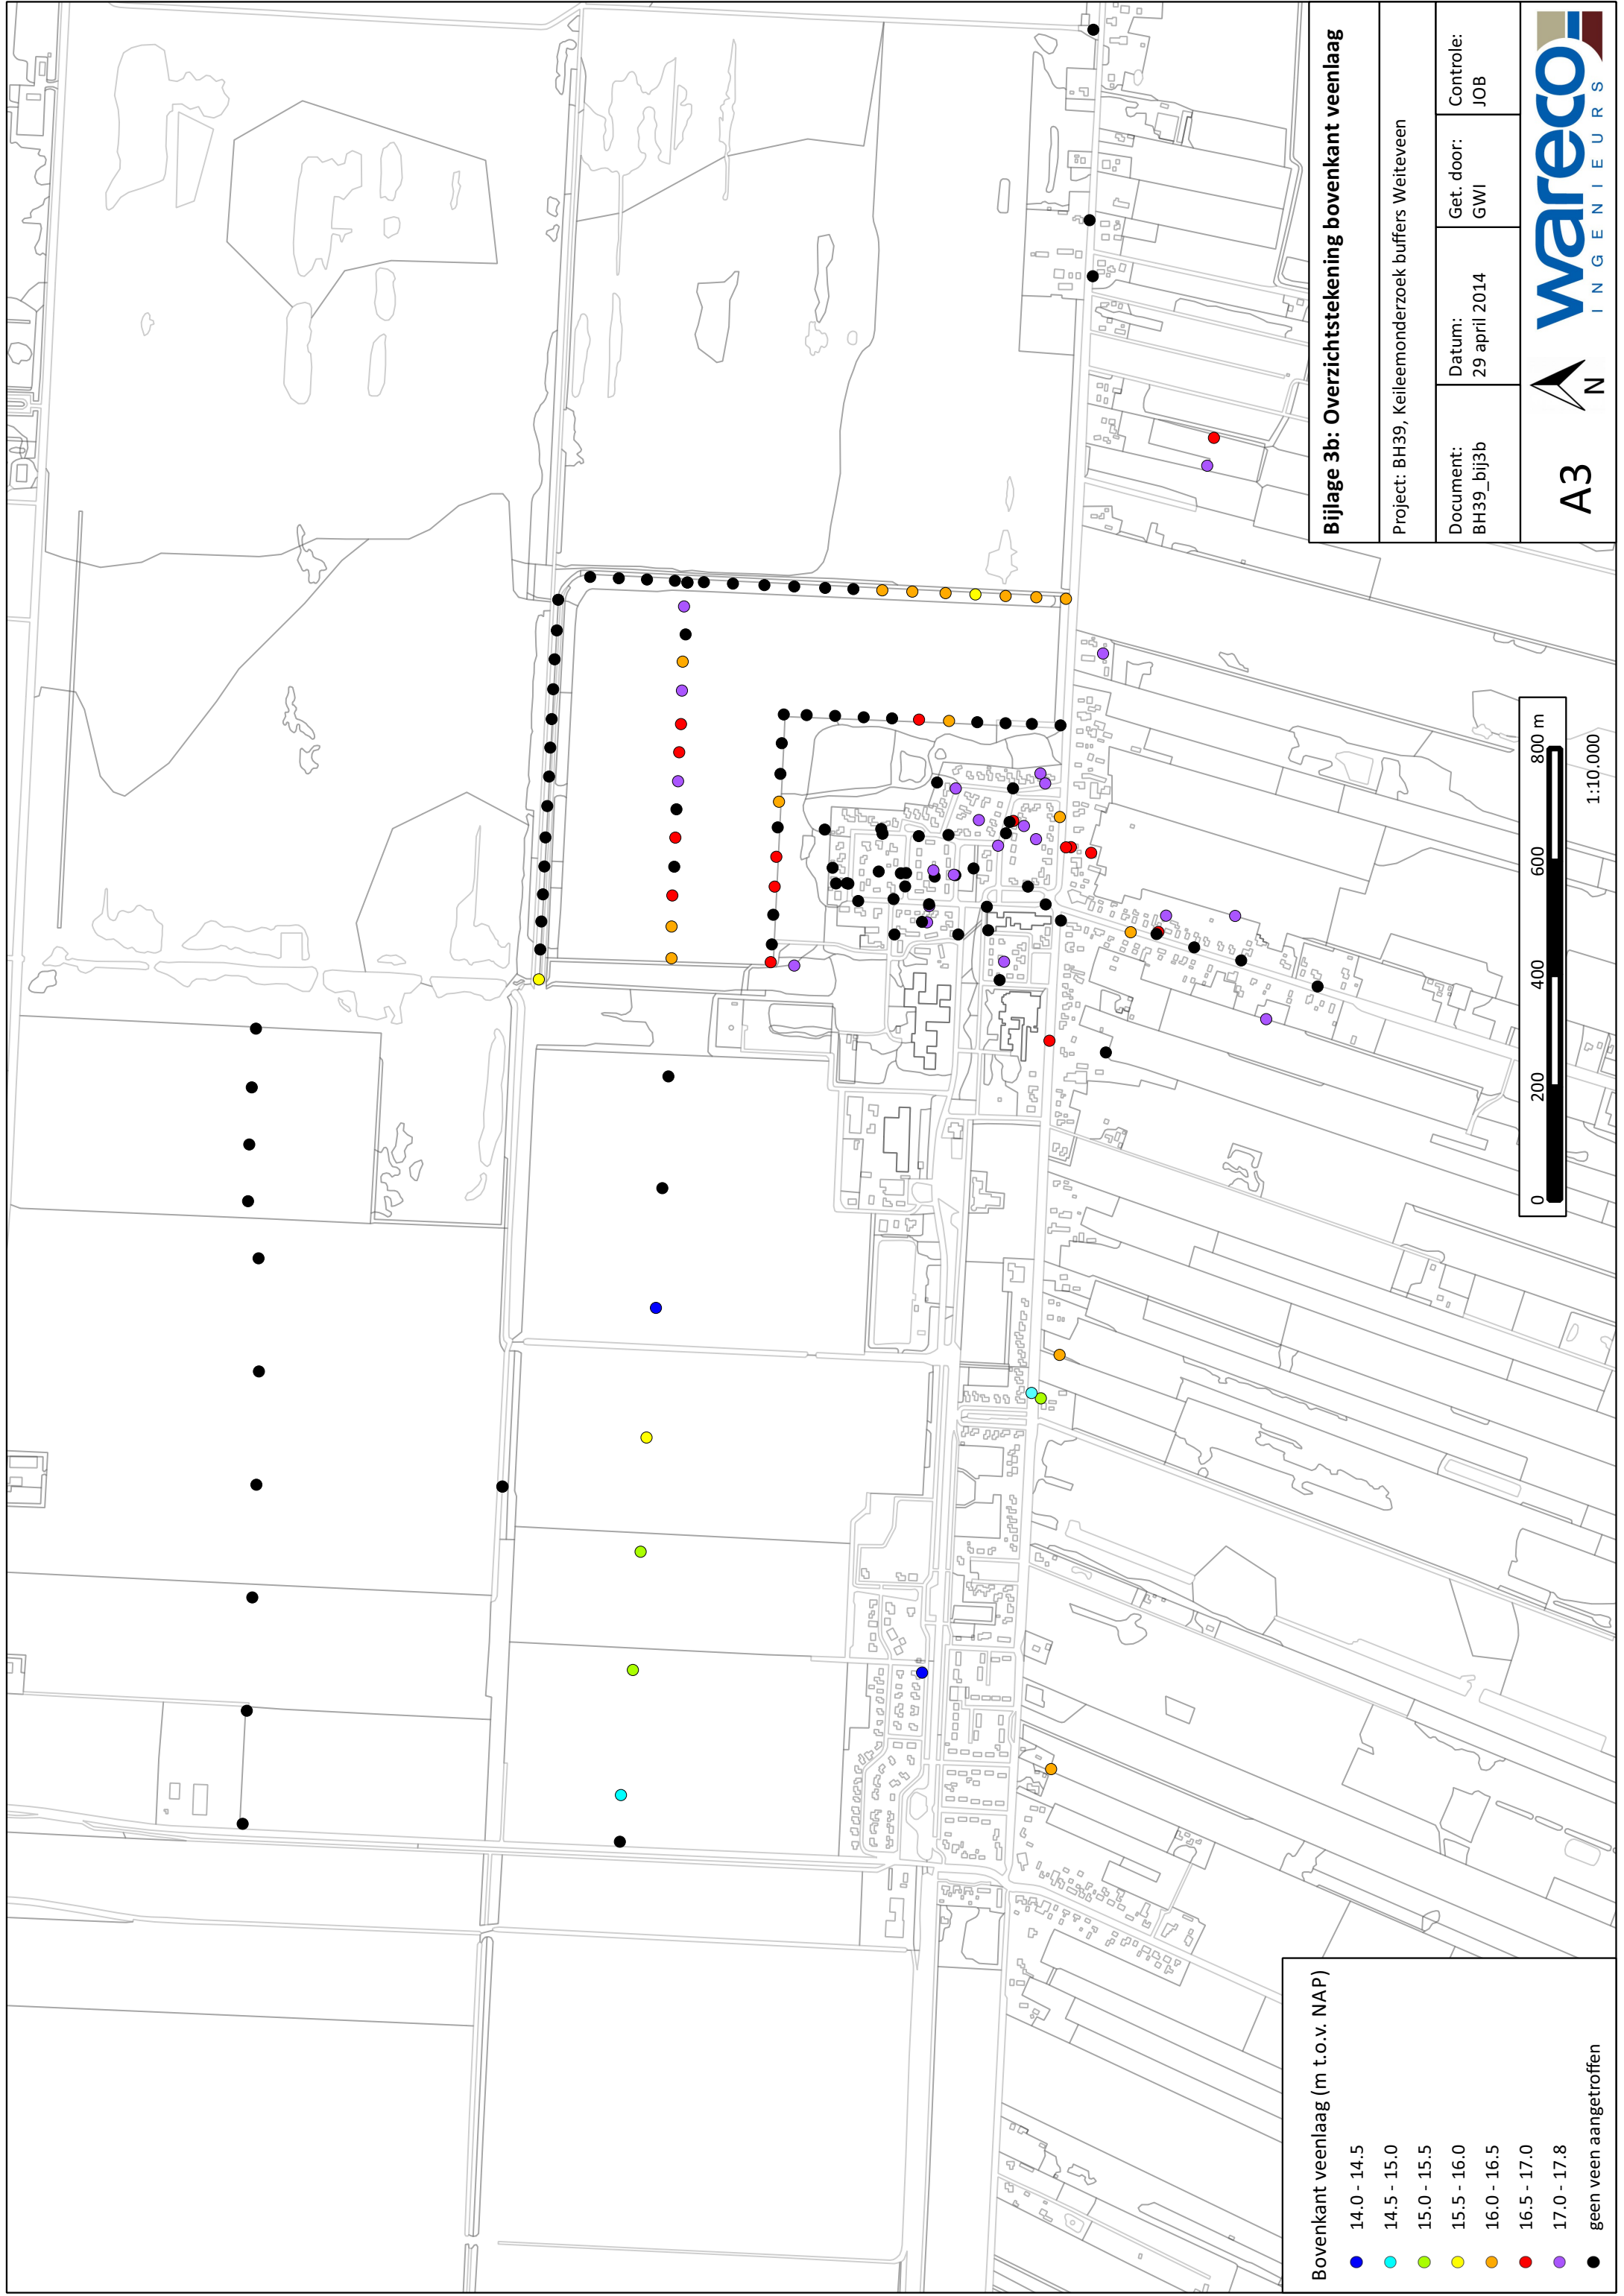 Bijlage 3b: Overzichtstekening bovenkant veenlaag
Project: BH39, Keileemonderzoek buffers Weiteveen
Document:
BH39_bij3b
Datum:
29 april 2014
Get. door:
GWI
Controle:
JOB
A3
N
wareco
INGENIEURS
0 200 400 600 800 m
1:10.000
Bovenkant veenlaag (m t.o.v. NAP)
14.0 - 14.5
14.5 - 15.0
15.0 - 15.5
15.5 - 16.0
16.0 - 16.5
16.5 - 17.0
17.0 - 17.8
geen veen aangetroffen